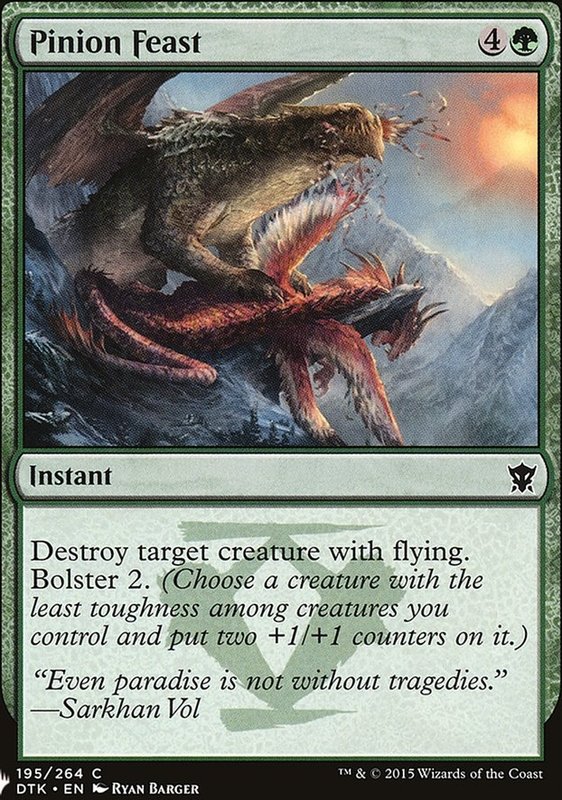 Pinion Feast 4
Instant
Destroy target creature with flying.
Bolster 2. (Choose a creature with the
least toughness among creatures you
control and put two +1/+1 counters on it.)
“Even paradise is not without tragedies.”
—Sarkhan Vol
195/264 C
DTK • EN Ryan Barger
™ & © 2015 Wizards of the Coast